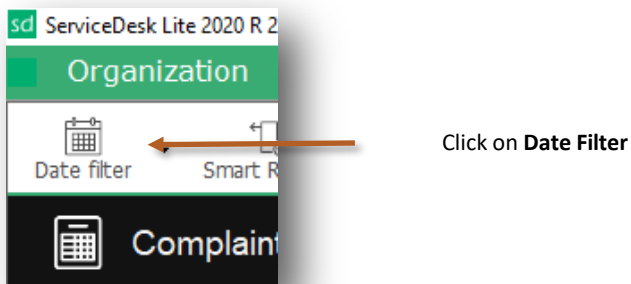 sd ServiceDesk Lite 2020 R 2
Organization
Date filter
Smart R
Click on Date Filter
Complaint